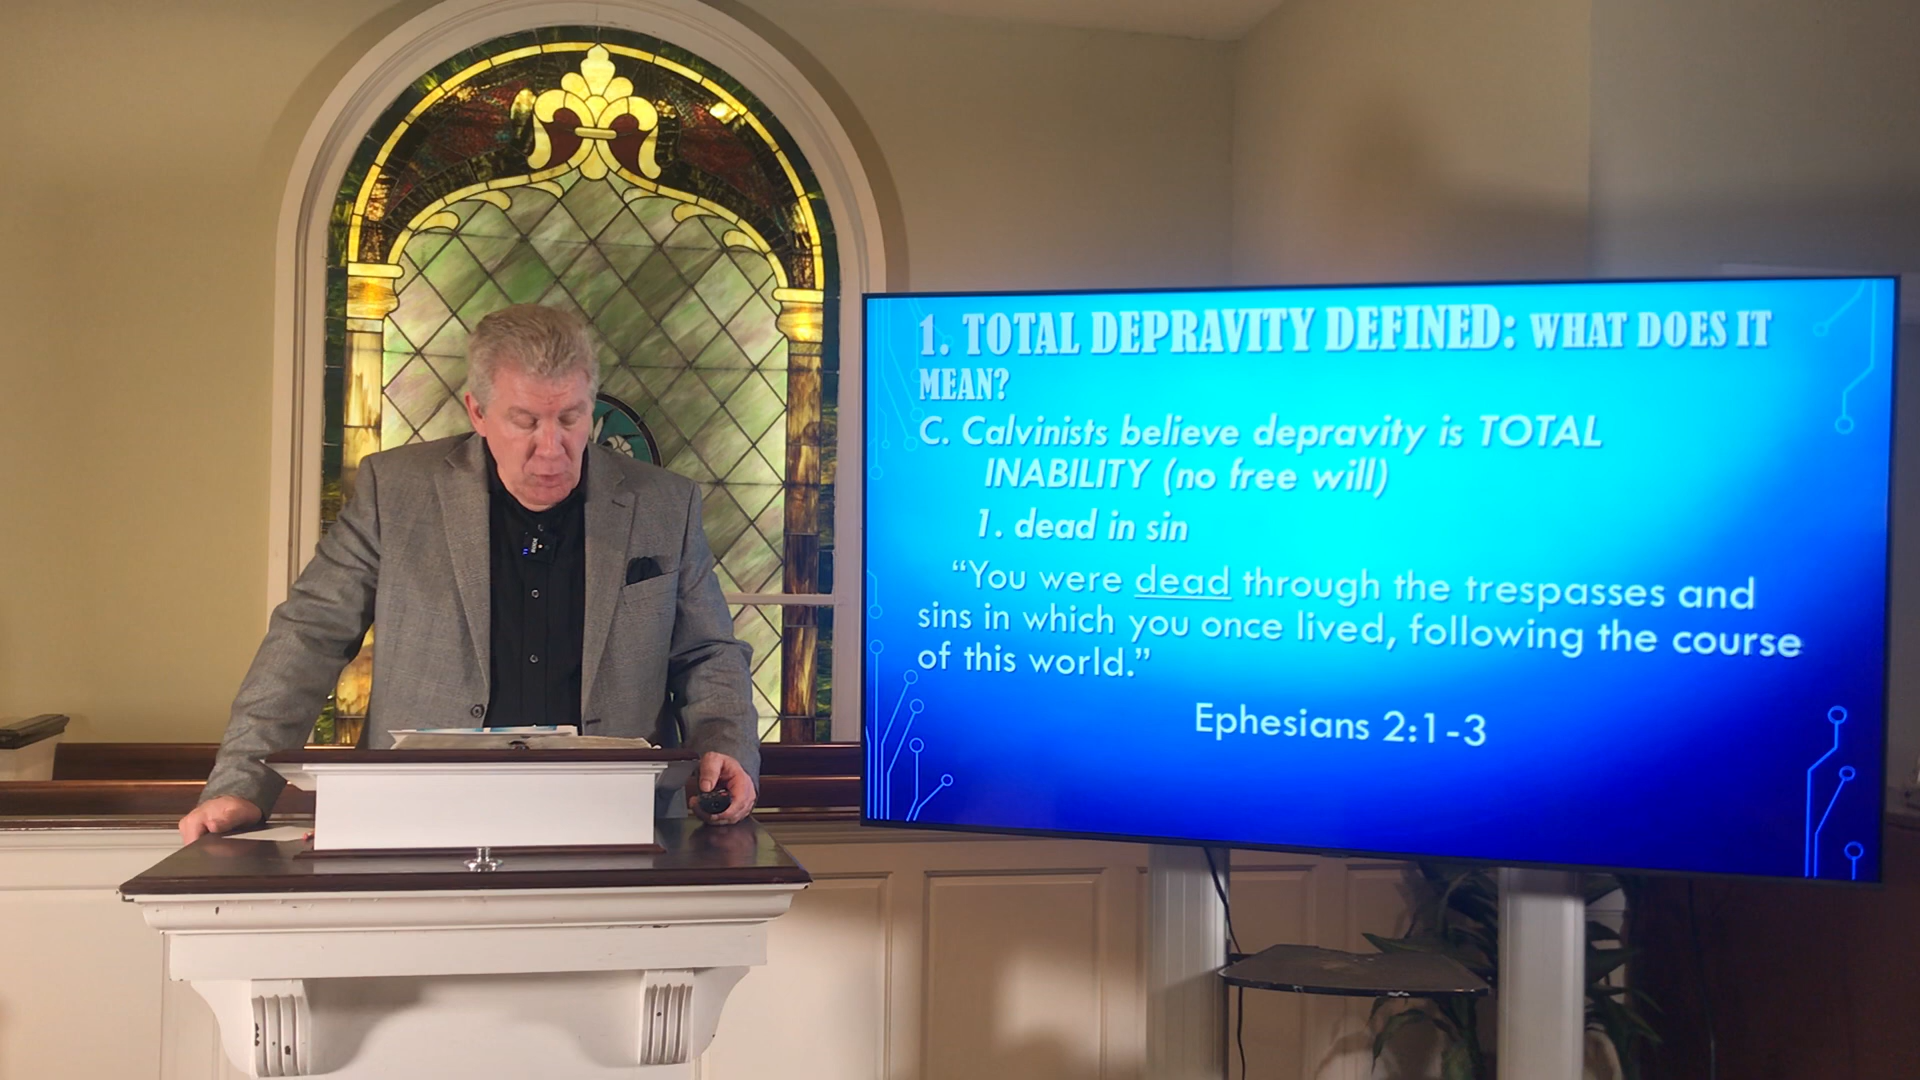 1. TOTAL DEPRAVITY DEFINED: WHAT DOES IT
MEAN?
C. Calvinists believe depravity is TOTAL
INABILITY (no free will)
1. dead in sin
“You were dead through the trespasses and
sins in which you once lived, following the course
of this world.”
Ephesians 2:1-3